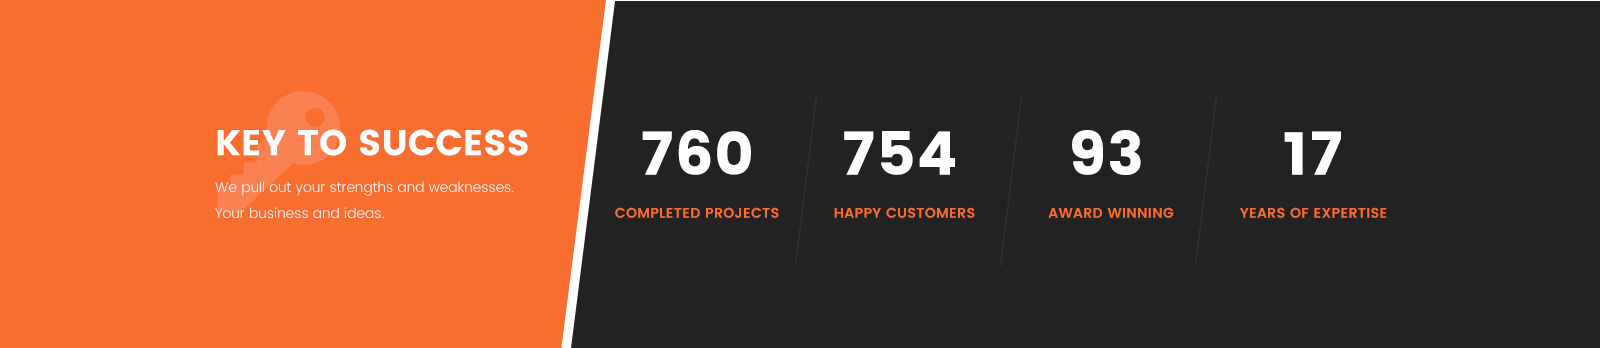 KEY TO SUCCESS
We pull out your strengths and weaknesses.
Your business and ideas.
760
COMPLETED PROJECTS
754
HAPPY CUSTOMERS
93
AWARD WINNING
17
YEARS OF EXPERTISE